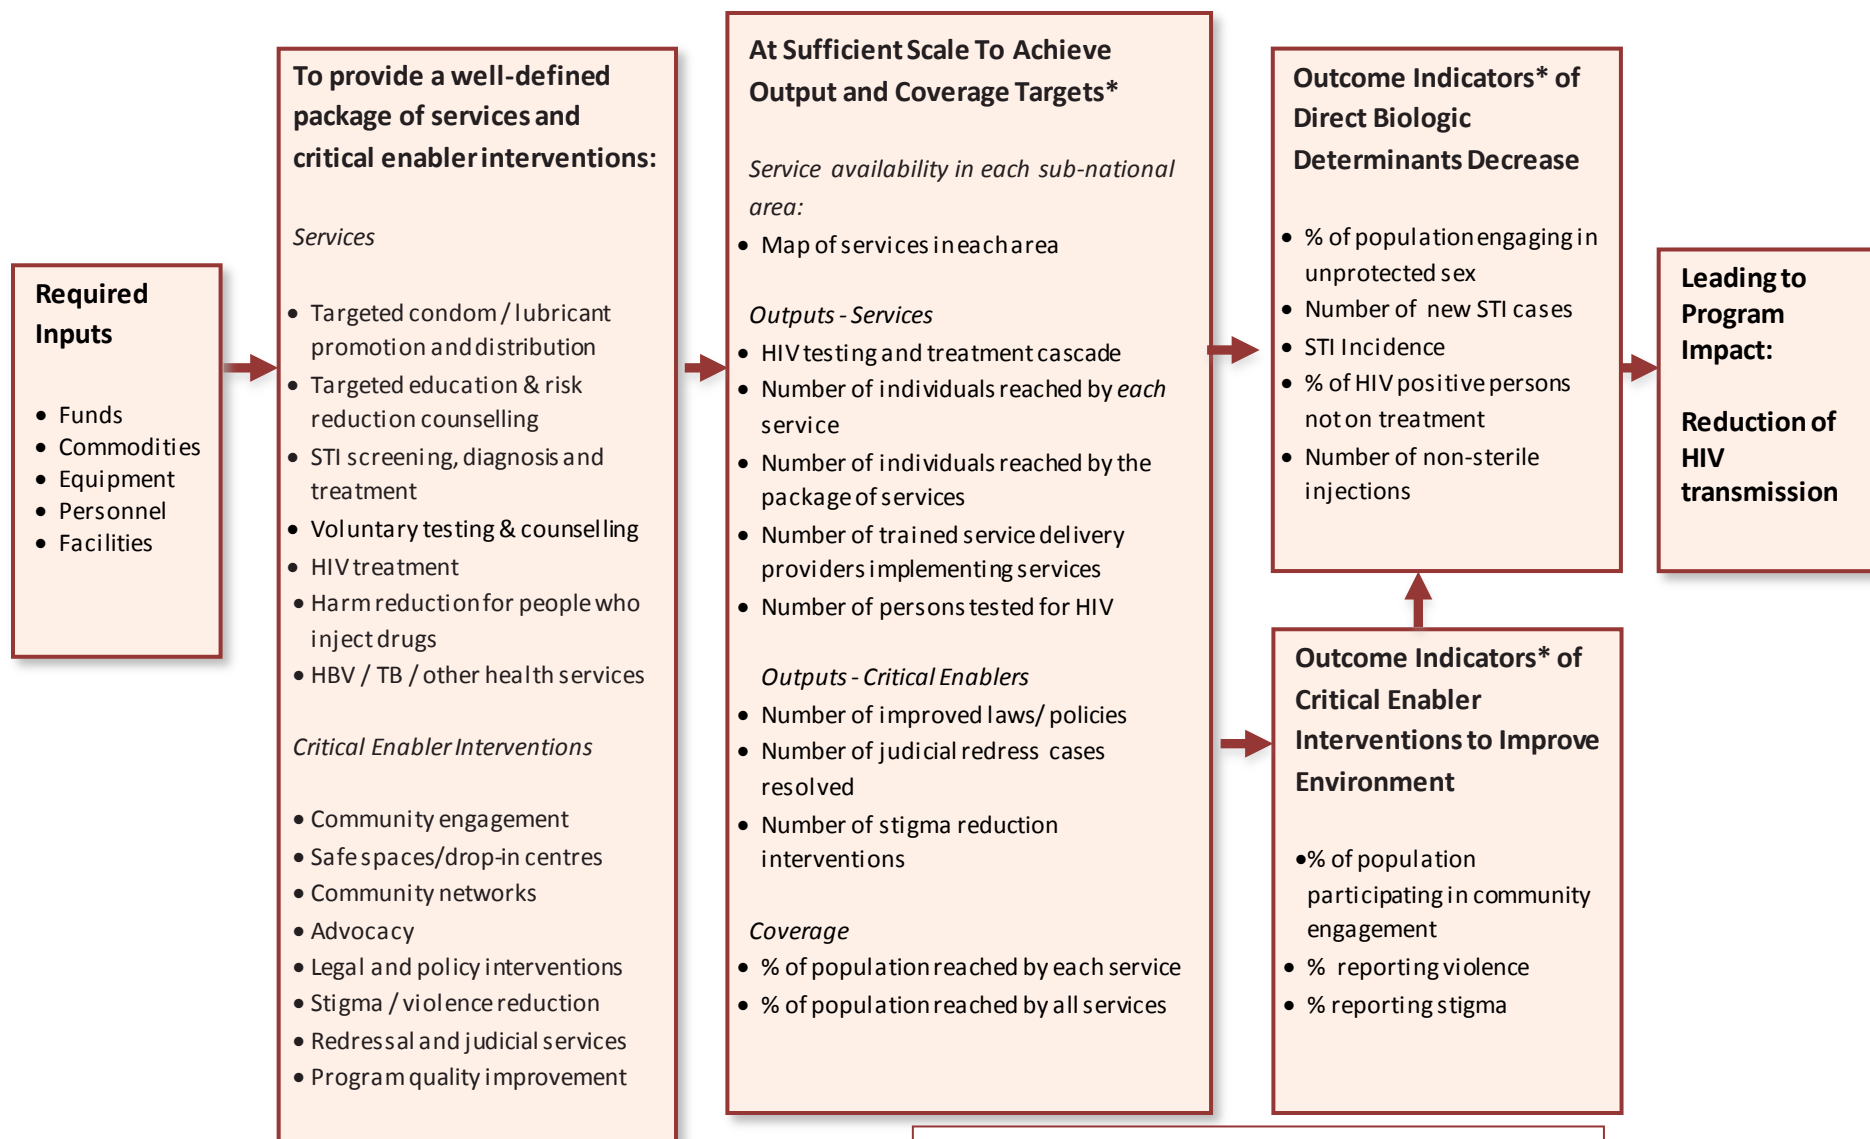 Required
Inputs
• Funds
• Commodities
• Equipment
• Personnel
• Facilities
To provide a well-defined
package of services and
critical enabler interventions:
Services
• Targeted condom / lubricant
promotion and distribution
• Targeted education & risk
reduction counselling
• STI screening, diagnosis and
treatment
• Voluntary testing & counselling
• HIV treatment
• Harm reduction for people who
inject drugs
• HBV / TB / other health services
Critical Enabler Interventions
• Community engagement
• Safe spaces/drop-in centres
• Community networks
• Advocacy
• Legal and policy interventions
• Stigma / violence reduction
• Redressal and judicial services
• Program quality improvement
At Sufficient Scale To Achieve
Output and Coverage Targets*
Service availability in each sub-national
area:
• Map of services in each area
Outputs - Services
• HIV testing and treatment cascade
• Number of individuals reached by each
service
• Number of individuals reached by the
package of services
• Number of trained service delivery
providers implementing services
• Number of persons tested for HIV
Outputs - Critical Enablers
• Number of improved laws/ policies
• Number of judicial redress cases
resolved
• Number of stigma reduction
interventions
Coverage
• % of population reached by each service
• % of population reached by all services
Outcome Indicators* of
Direct Biologic
Determinants Decrease
• % of population engaging in
unprotected sex
• Number of new STI cases
• STI Incidence
• % of HIV positive persons
not on treatment
• Number of non-sterile
injections
Outcome Indicators* of
Critical Enabler
Interventions to Improve
Environment
• % of population
participating in community
engagement
• % reporting violence
• % reporting stigma
Leading to
Program
Impact:
Reduction of
HIV
transmission